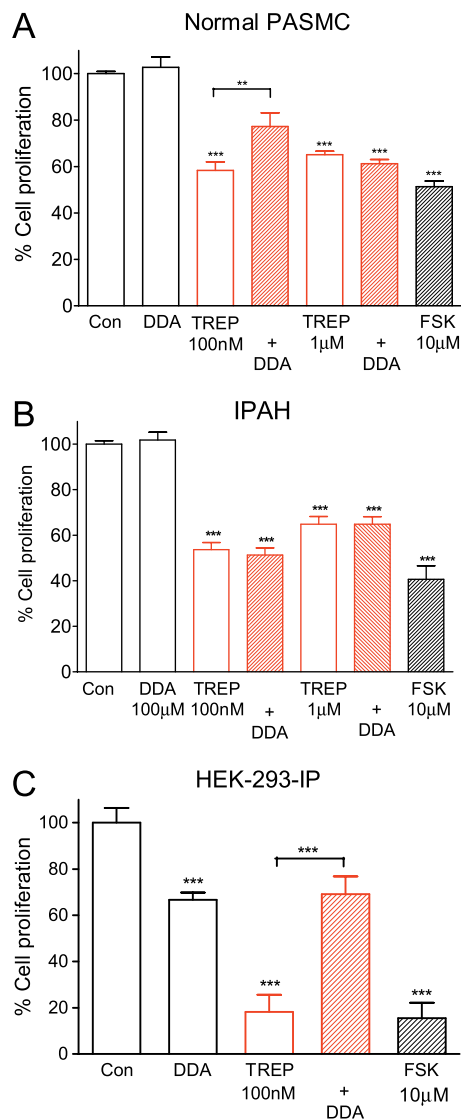 A
Normal PASMC
% Cell proliferation
100
80
60
40
20
0
**
***
***
***
***
Con
DDA
TREP
100nM
+
DDA
TREP
1μM
+
DDA
FSK
10μM
B
IPAH
% Cell proliferation
100
80
60
40
20
0
***
***
***
***
***
Con
DDA
100μM
TREP
100nM
+
DDA
TREP
1μM
+
DDA
FSK
10μM
C
HEK-293-IP
% Cell proliferation
100
80
60
40
20
0
***
***
***
***
Con
DDA
TREP
100nM
+
DDA
FSK
10μM